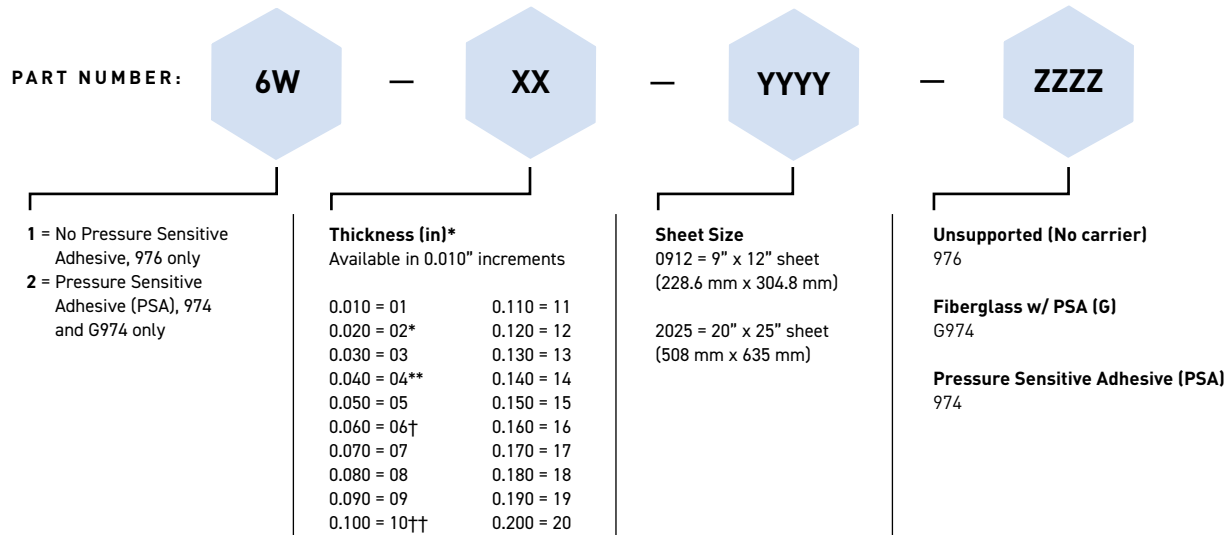 PART NUMBER: 6W — XX — YYYY — ZZZZ
1 = No Pressure Sensitive
Adhesive, 976 only
2 = Pressure Sensitive
Adhesive (PSA), 974
and G974 only
Thickness (in)*
Available in 0.010” increments
0.010 = 01
0.020 = 02*
0.030 = 03
0.040 = 04**
0.050 = 05
0.060 = 06†
0.070 = 07
0.080 = 08
0.090 = 09
0.100 = 10††
0.110 = 11
0.120 = 12
0.130 = 13
0.140 = 14
0.150 = 15
0.160 = 16
0.170 = 17
0.180 = 18
0.190 = 19
0.200 = 20
Sheet Size
0912 = 9” x 12” sheet
(228.6 mm x 304.8 mm)
2025 = 20” x 25” sheet
(508 mm x 635 mm)
Unsupported (No carrier)
976
Fiberglass w/ PSA (G)
G974
Pressure Sensitive Adhesive (PSA)
974